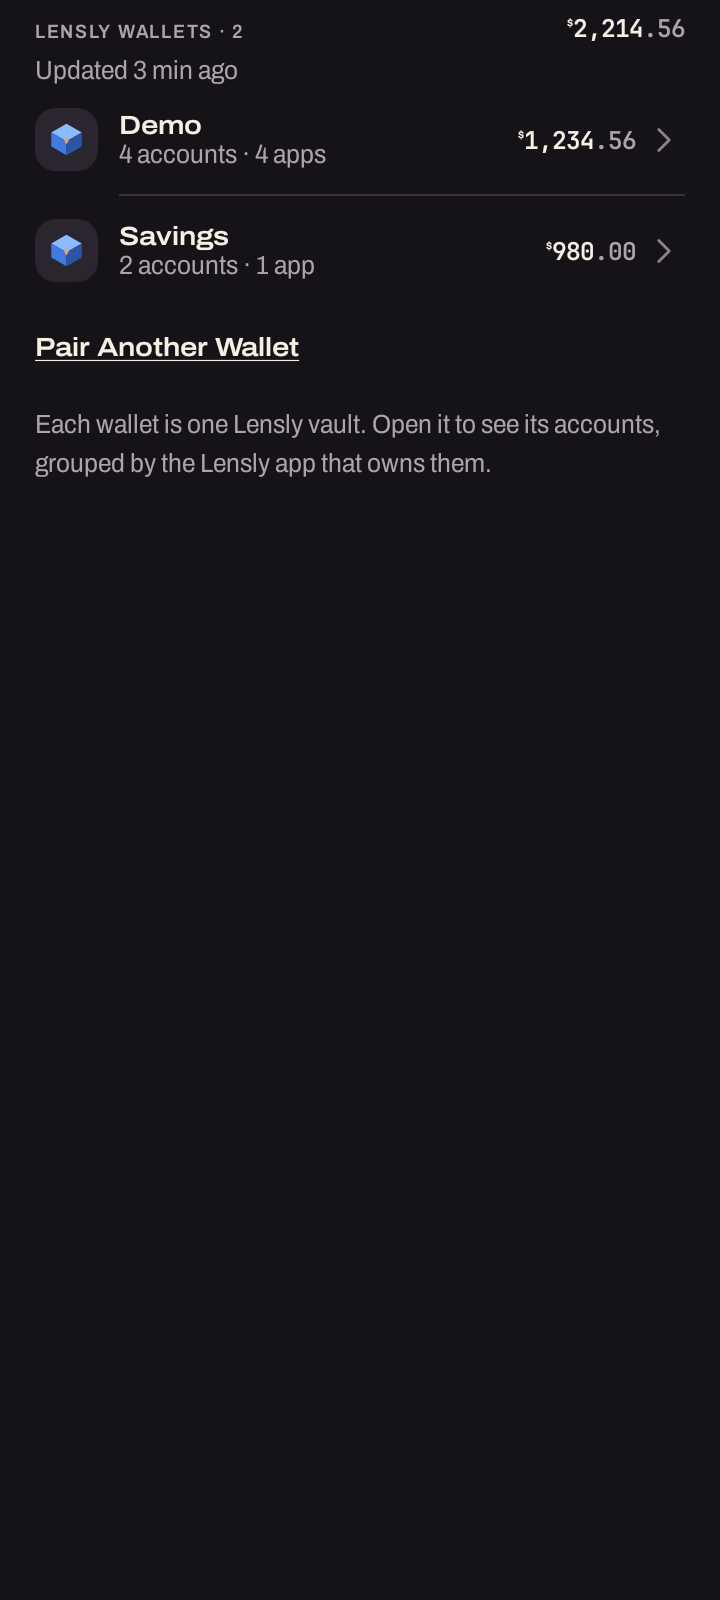 LENSLY WALLETS · 2
$2,214.56
Updated 3 min ago
Demo
$1,234.56
4 accounts · 4 apps
Savings
$980.00
2 accounts · 1 app
Pair Another Wallet
Each wallet is one Lensly vault. Open it to see its accounts,
grouped by the Lensly app that owns them.